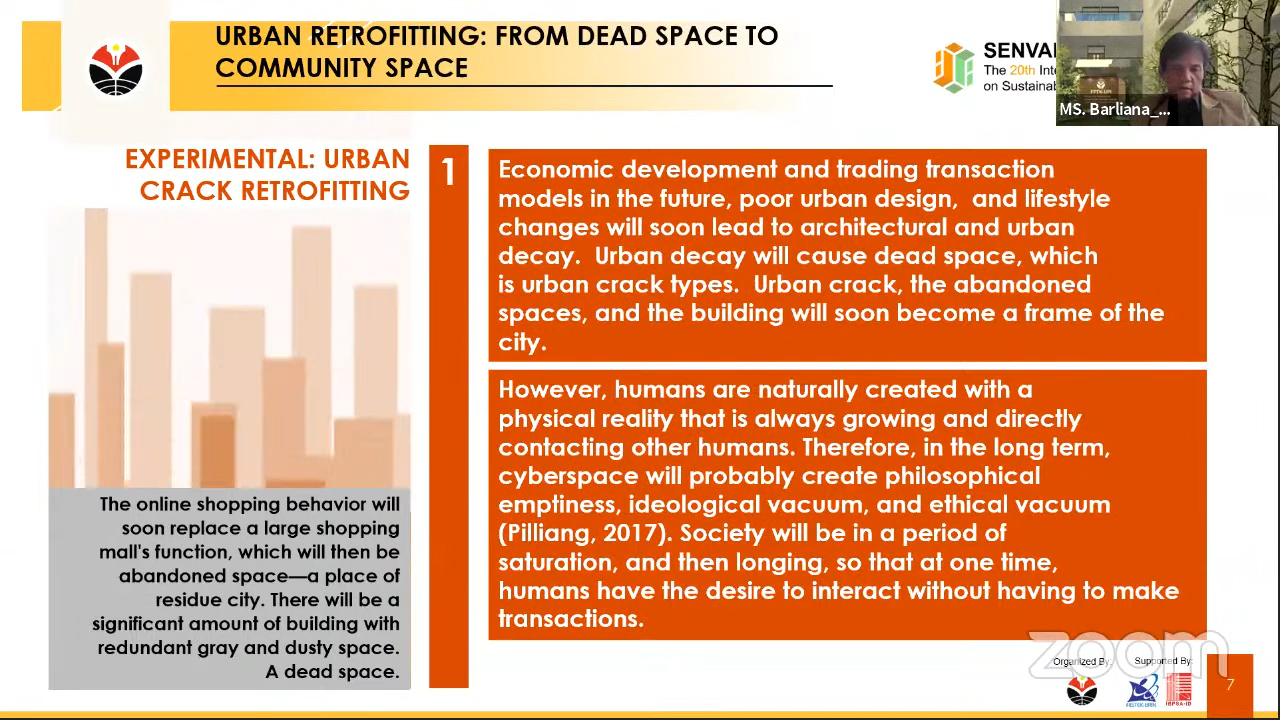 URBAN RETROFITTING: FROM DEAD SPACE TO
COMMUNITY SPACE
SENVAR
The 20th Inte
on Sustainab
MS. Barliana_...
EXPERIMENTAL: URBAN
CRACK RETROFITTING
1
Economic development and trading transaction
models in the future, poor urban design, and lifestyle
changes will soon lead to architectural and urban
decay. Urban decay will cause dead space, which
is urban crack types. Urban crack, the abandoned
spaces, and the building will soon become a frame of the
city.
However, humans are naturally created with a
physical reality that is always growing and directly
contacting other humans. Therefore, in the long term,
cyberspace will probably create philosophical
emptiness, ideological vacuum, and ethical vacuum
(Pilliang, 2017). Society will be in a period of
saturation, and then longing, so that at one time,
humans have the desire to interact without having to make
transactions.
The online shopping behavior will
soon replace a large shopping
mall's function, which will then be
abandoned space—a place of
residue city. There will be a
significant amount of building with
redundant gray and dusty space.
A dead space.
zoom
Organized By:
Supported By:
IBPSA-ID
7